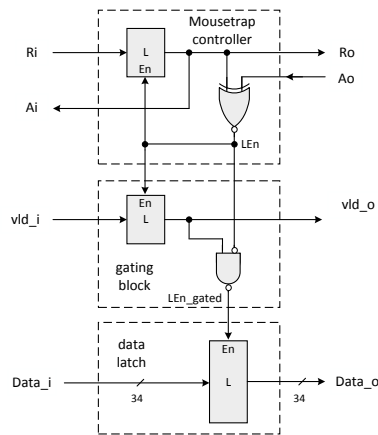 Mousetrap
controller
Ri
L
En
Ro
Ai
Ao
LEn
En
L
vld_i
vld_o
gating
block
LEn_gated
data
latch
En
L
Data_i
34
34
Data_o